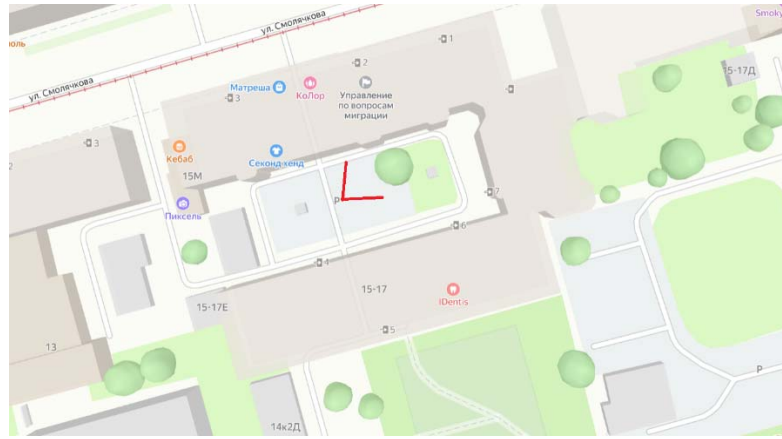 ул. Смолячкова
Smoky
1
2
15-17Д
Матреша
КоЛор
Управление
по вопросам
миграции
ул. Смолячкова
3
3
Кебаб
Секонд-хенд
15М
7
Пиксель
P
6
4
15-17
IDentis
15-17Е
5
13
P
14к2Д